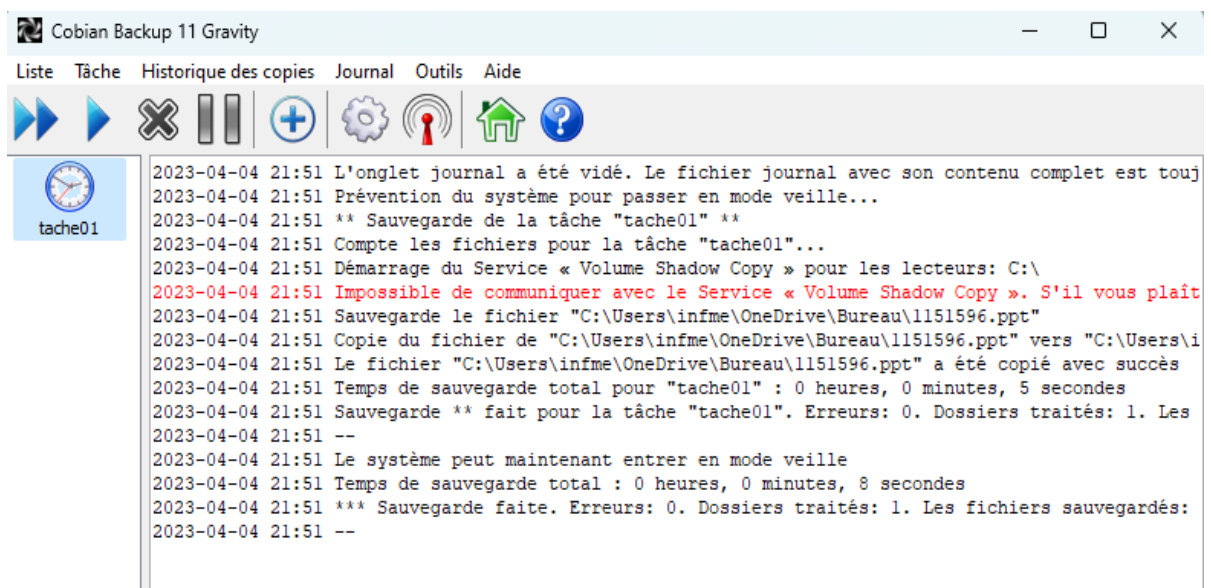 Cobian Backup 11 Gravity
Liste Tâche Historique des copies Journal Outils Aide
tache01
2023-04-04 21:51 L'onglet journal a été vidé. Le fichier journal avec son contenu complet est touj
2023-04-04 21:51 Prévention du système pour passer en mode veille...
2023-04-04 21:51 ** Sauvegarde de la tâche "tache01" **
2023-04-04 21:51 Compte les fichiers pour la tâche "tache01"...
2023-04-04 21:51 Démarrage du Service « Volume Shadow Copy » pour les lecteurs: C:\
2023-04-04 21:51 Impossible de communiquer avec le Service « Volume Shadow Copy ». S'il vous plaît
2023-04-04 21:51 Sauvegarde le fichier "C:\Users\infme\OneDrive\Bureau\1151596.ppt"
2023-04-04 21:51 Copie du fichier de "C:\Users\infme\OneDrive\Bureau\1151596.ppt" vers "C:\Users\i
2023-04-04 21:51 Le fichier "C:\Users\infme\OneDrive\Bureau\1151596.ppt" a été copié avec succès
2023-04-04 21:51 Temps de sauvegarde total pour "tache01" : 0 heures, 0 minutes, 5 secondes
2023-04-04 21:51 Sauvegarde ** fait pour la tâche "tache01". Erreurs: 0. Dossiers traités: 1. Les
2023-04-04 21:51 --
2023-04-04 21:51 Le système peut maintenant entrer en mode veille
2023-04-04 21:51 Temps de sauvegarde total : 0 heures, 0 minutes, 8 secondes
2023-04-04 21:51 *** Sauvegarde faite. Erreurs: 0. Dossiers traités: 1. Les fichiers sauvegardés:
2023-04-04 21:51 --